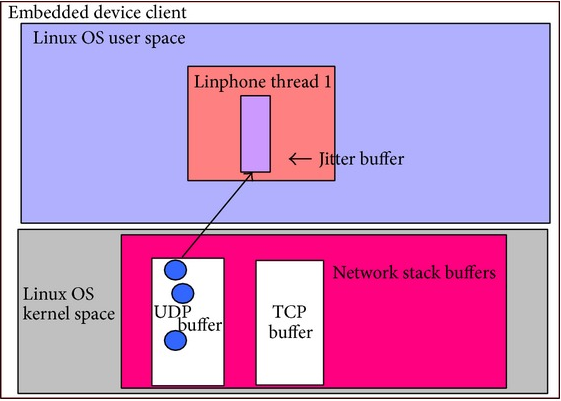 Embedded device client
Linux OS user space
Linphone thread 1
← Jitter buffer
Network stack buffers
Linux OS
kernel space
UDP
buffer
TCP
buffer